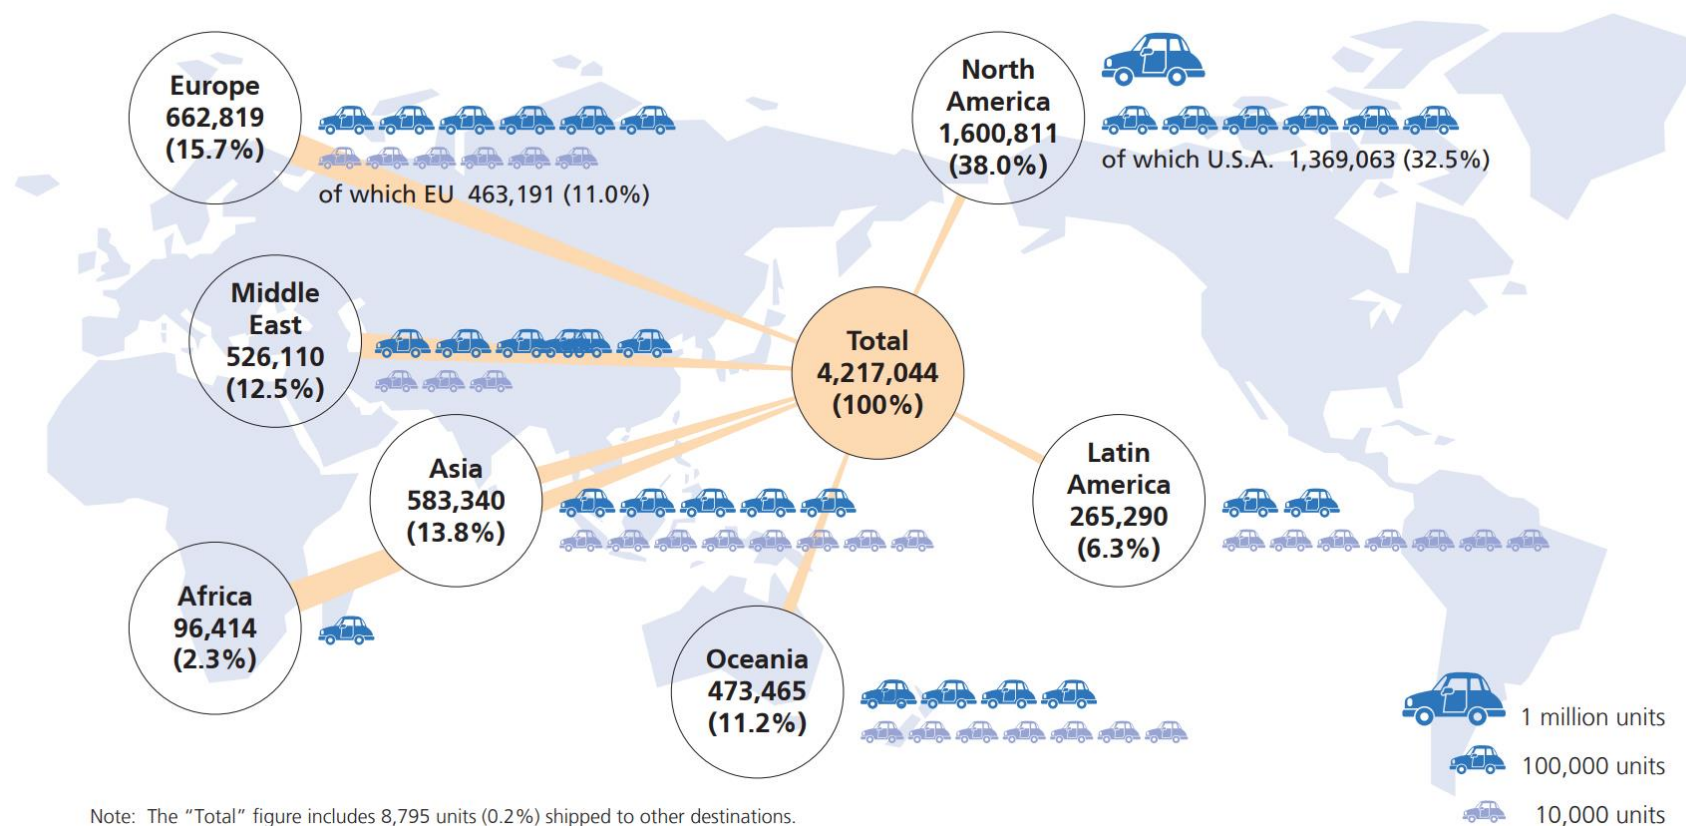 Europe
662,819
(15.7%)
of which EU 463,191 (11.0%)
North
America
1,600,811
(38.0%)
of which U.S.A. 1,369,063 (32.5%)
Middle
East
526,110
(12.5%)
Total
4,217,044
(100%)
Asia
583,340
(13.8%)
Latin
America
265,290
(6.3%)
Africa
96,414
(2.3%)
Oceania
473,465
(11.2%)
1 million units
100,000 units
10,000 units
Note: The “Total” figure includes 8,795 units (0.2%) shipped to other destinations.